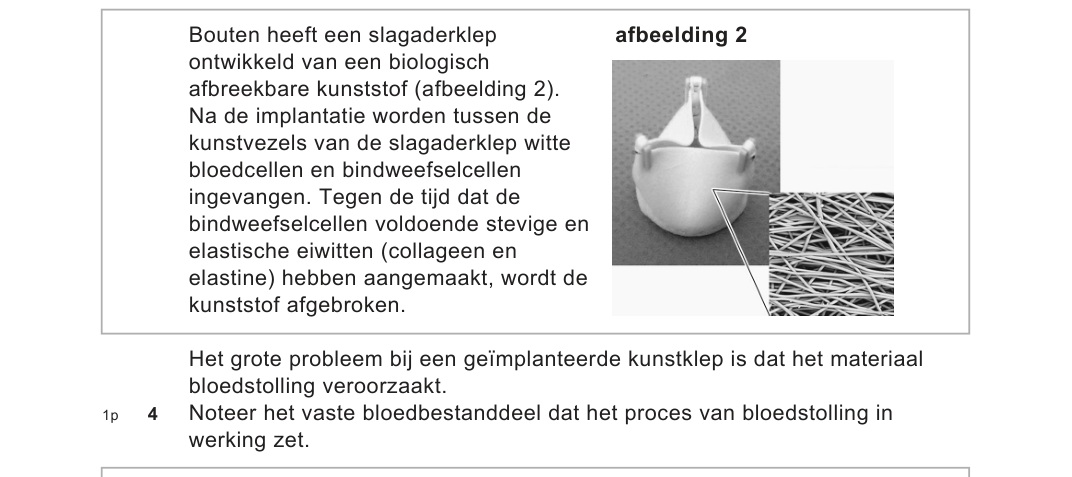 Bouten heeft een slagaderklep
ontwikkeld van een biologisch
afbreekbare kunststof (afbeelding 2).
Na de implantatie worden tussen de
kunstvezels van de slagaderklep witte
bloedcellen en bindweefselcellen
ingevangen. Tegen de tijd dat de
bindweefselcellen voldoende stevige en
elastische eiwitten (collageen en
elastine) hebben aangemaakt, wordt de
kunststof afgebroken.
afbeelding 2
Het grote probleem bij een geïmplanteerde kunstklep is dat het materiaal
bloedstolling veroorzaakt.
1p 4 Noteer het vaste bloedbestanddeel dat het proces van bloedstolling in
werking zet.